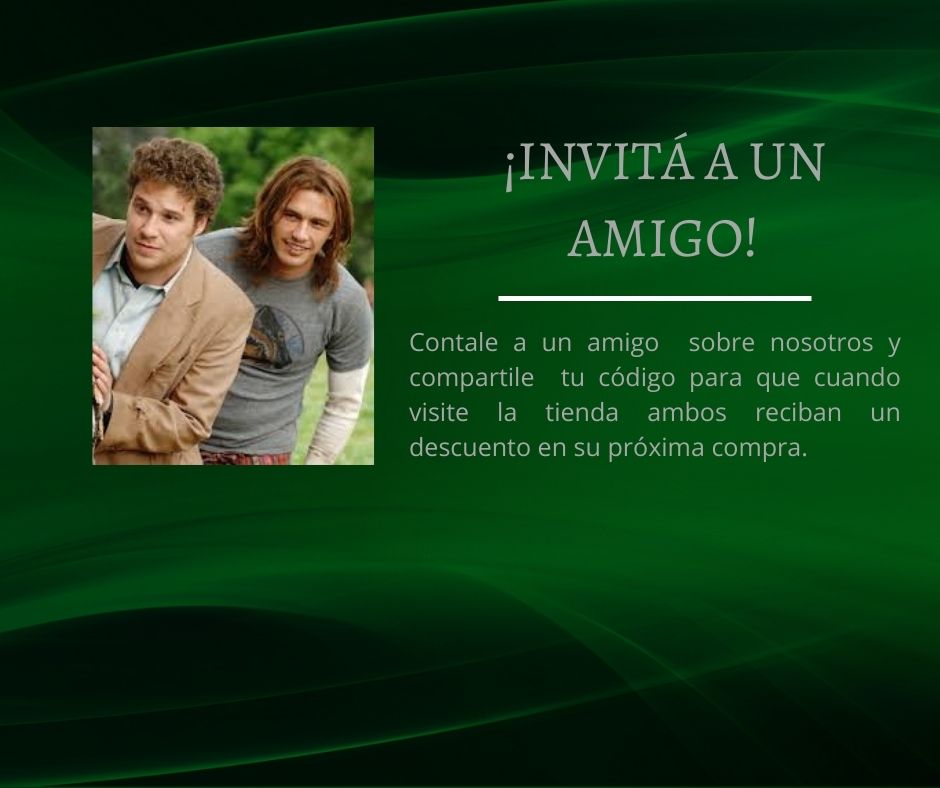 ¡INVITÁ A UN
AMIGO!
Contale a un amigo sobre nosotros y
compartile tu código para que cuando
visite la tienda ambos reciban un
descuento en su próxima compra.